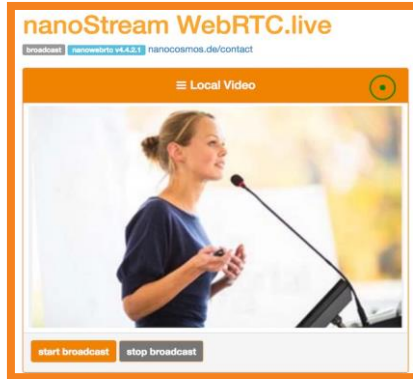 nanoStream WebRTC.live
broadcast nanowebrtc v4.4.2.1 nanocosmos.de/contact
Local Video
start broadcast stop broadcast